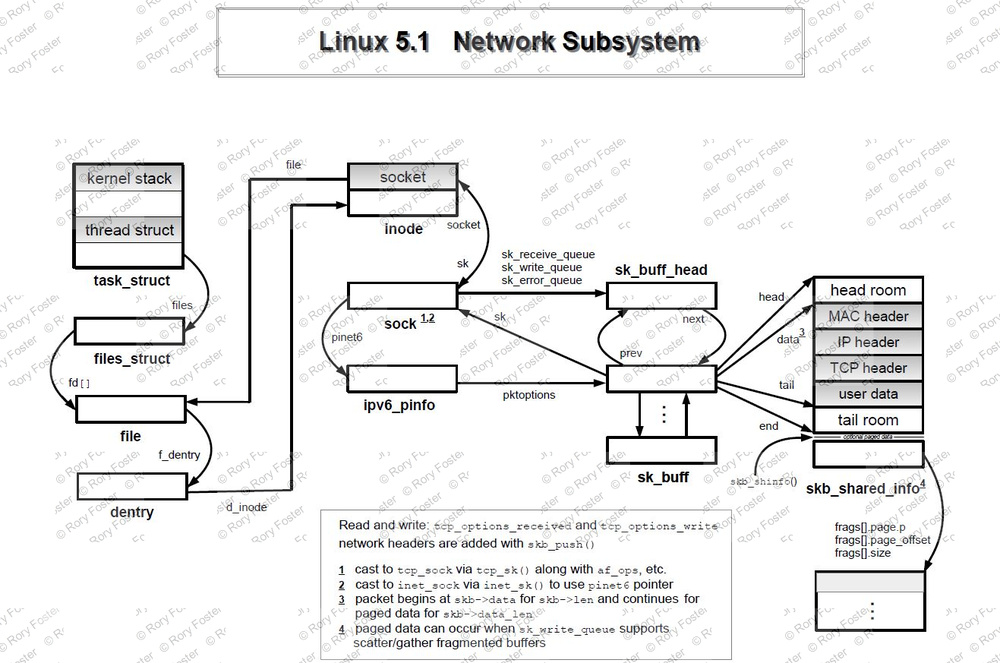 Linux 5.1 Network Subsystem
kernel stack
thread struct
task_struct
files
files_struct
fd[]
file
f_dentry
dentry
d_inode
file
socket
inode
socket
sk
sock 1,2
pinet6
ipv6_pinfo
sk_receive_queue
sk_write_queue
sk_error_queue
sk
pktoptions
sk_buff_head
next
prev
sk_buff
head
data3
tail
end
head room
MAC header
IP header
TCP header
user data
tail room
optional paged data
skb_shinfo()
skb_shared_info4
frags[].page.p
frags[].page_offset
frags[].size
Read and write: tcp_options_received and tcp_options_write
network headers are added with skb_push()
1 cast to tcp_sock via tcp_sk() along with af_ops, etc.
2 cast to inet_sock via inet_sk() to use pinet6 pointer
3 packet begins at skb->data for skb->len and continues for
paged data for skb->data_len
4 paged data can occur when sk_write_queue supports
scatter/gather fragmented buffers
© Rory Foster